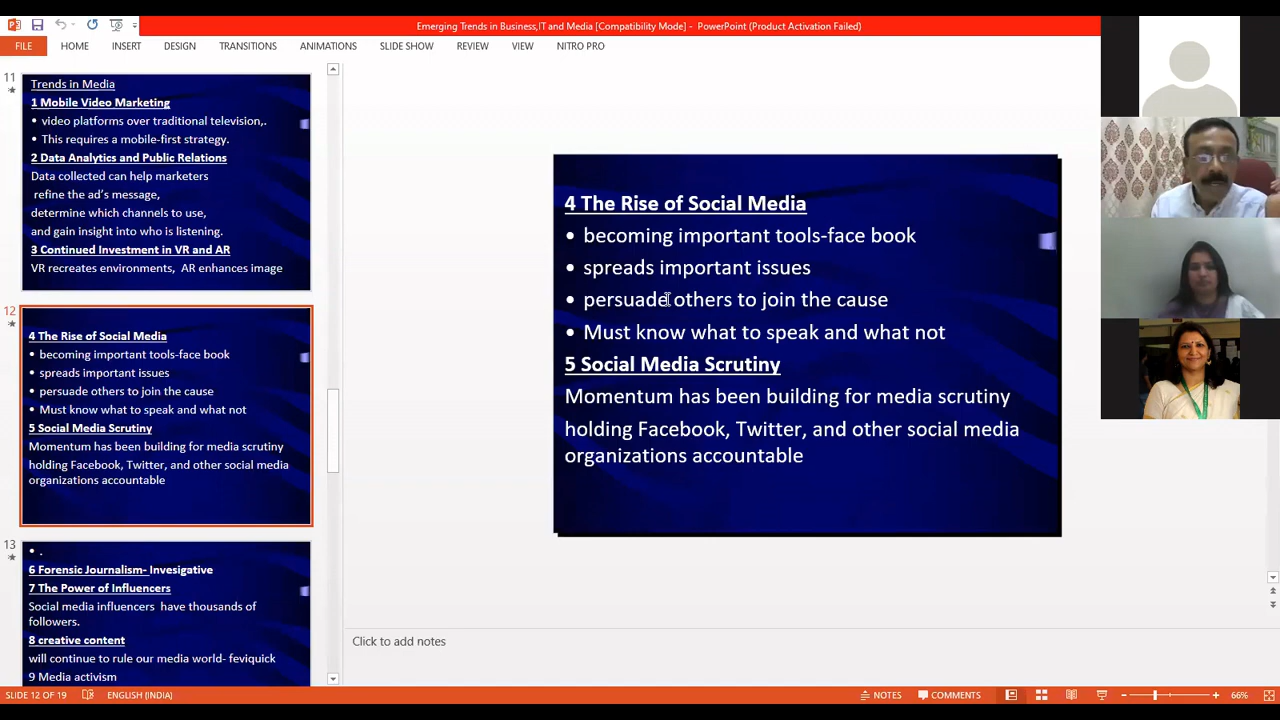 Emerging Trends in Business,IT and Media [Compatibility Mode] - PowerPoint (Product Activation Failed)
FILE HOME INSERT DESIGN TRANSITIONS ANIMATIONS SLIDE SHOW REVIEW VIEW NITRO PRO
11
Trends in Media
1 Mobile Video Marketing
• video platforms over traditional television,.
• This requires a mobile-first strategy.
2 Data Analytics and Public Relations
Data collected can help marketers
refine the ad's message,
determine which channels to use,
and gain insight into who is listening.
3 Continued Investment in VR and AR
VR recreates environments, AR enhances image
12
4 The Rise of Social Media
• becoming important tools-face book
• spreads important issues
• persuade others to join the cause
• Must know what to speak and what not
5 Social Media Scrutiny
Momentum has been building for media scrutiny
holding Facebook, Twitter, and other social media
organizations accountable
13
• .
6 Forensic Journalism- Invesigative
7 The Power of Influencers
Social media influencers have thousands of
followers.
8 creative content
will continue to rule our media world- feviquick
9 Media activism
4 The Rise of Social Media
• becoming important tools-face book
• spreads important issues
• persuade others to join the cause
• Must know what to speak and what not
5 Social Media Scrutiny
Momentum has been building for media scrutiny
holding Facebook, Twitter, and other social media
organizations accountable
Click to add notes
SLIDE 12 OF 19 ENGLISH (INDIA) NOTES COMMENTS 66%